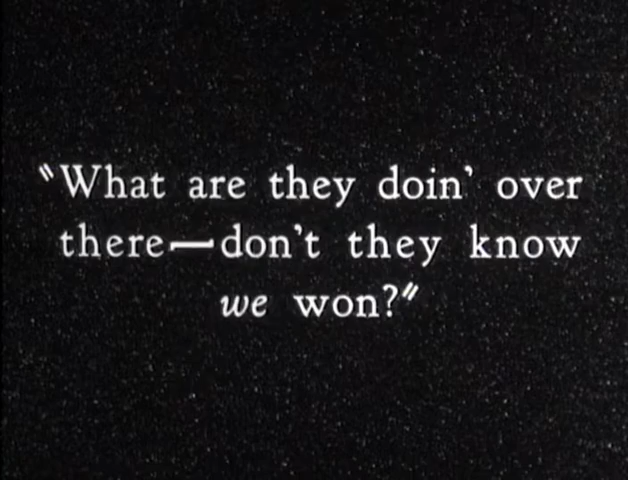 "What are they doin' over
there—don't they know
we won?"